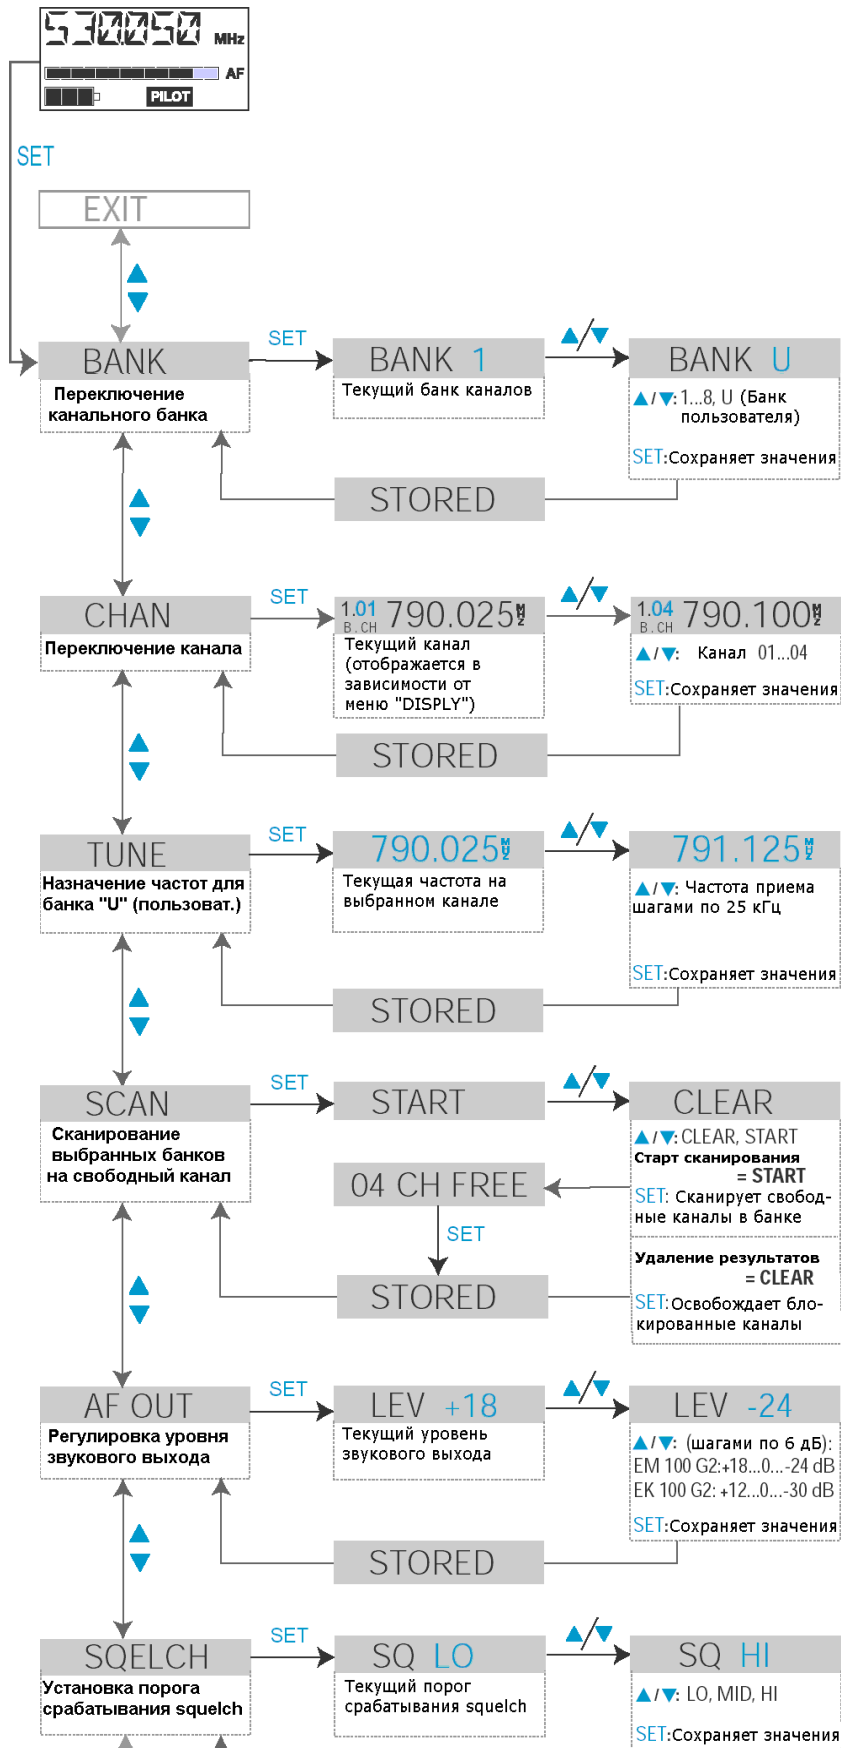 530.050 MHz
AF
PILOT
SET
EXIT
BANK
Переключение
канального банка
SET
BANK 1
Текущий банк каналов
▲/▼
BANK U
▲/▼: 1...8, U (Банк
пользователя)
SET:Сохраняет значения
STORED
CHAN
Переключение канала
SET
1.01 790.025 MHz
B.CH
Текущий канал
(отображается в
зависимости от
меню "DISPLY")
▲/▼
1.04 790.100 MHz
B.CH
▲/▼: Канал 01...04
SET:Сохраняет значения
STORED
TUNE
Назначение частот для
банка "U" (пользоват.)
SET
790.025 MHz
Текущая частота на
выбранном канале
▲/▼
791.125 MHz
▲/▼: Частота приема
шагами по 25 кГц
SET:Сохраняет значения
STORED
SCAN
Сканирование
выбранных банков
на свободный канал
SET
START
▲/▼
CLEAR
▲/▼: CLEAR, START
Старт сканирования
= START
SET: Сканирует свобод-
ные каналы в банке
04 CH FREE
SET
STORED
Удаление результатов
= CLEAR
SET:Освобождает бло-
кированные каналы
AF OUT
Регулировка уровня
звукового выхода
SET
LEV +18
Текущий уровень
звукового выхода
▲/▼
LEV -24
▲/▼: (шагами по 6 дБ):
EM 100 G2:+18...0...-24 dB
EK 100 G2: +12...0...-30 dB
SET:Сохраняет значения
STORED
SQELCH
Установка порога
срабатывания squelch
SET
SQ LO
Текущий порог
срабатывания squelch
▲/▼
SQ HI
▲/▼: LO, MID, HI
SET:Сохраняет значения